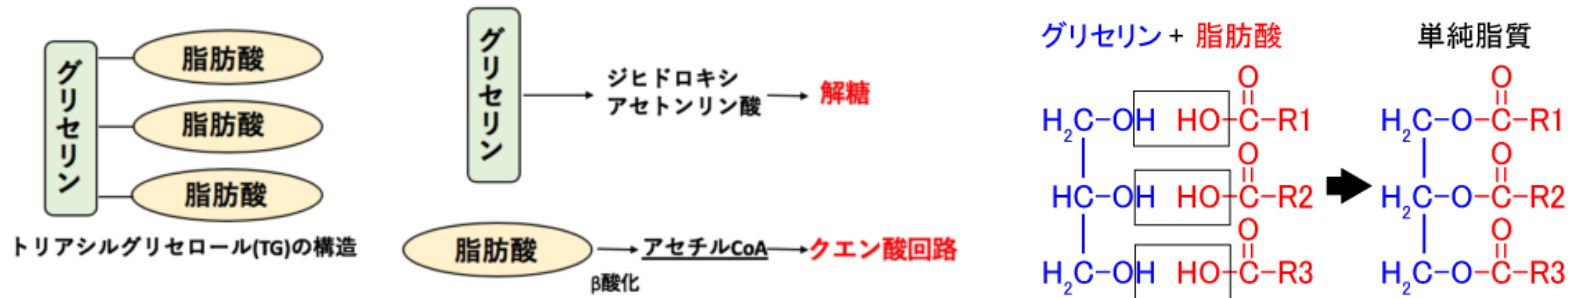 グリセリン
脂肪酸
脂肪酸
脂肪酸
トリアシルグリセロール(TG)の構造
グリセリン
ジヒドロキシ
アセトンリン酸
解糖
脂肪酸
アセチルCoA
クエン酸回路
β酸化
グリセリン + 脂肪酸
単純脂質
O
H₂C-OH HO-C-R1
O
HC-OH HO-C-R2
O
H₂C-OH HO-C-R3
O
H₂C-O-C-R1
O
H₂C-O-C-R2
O
H₂C-O-C-R3